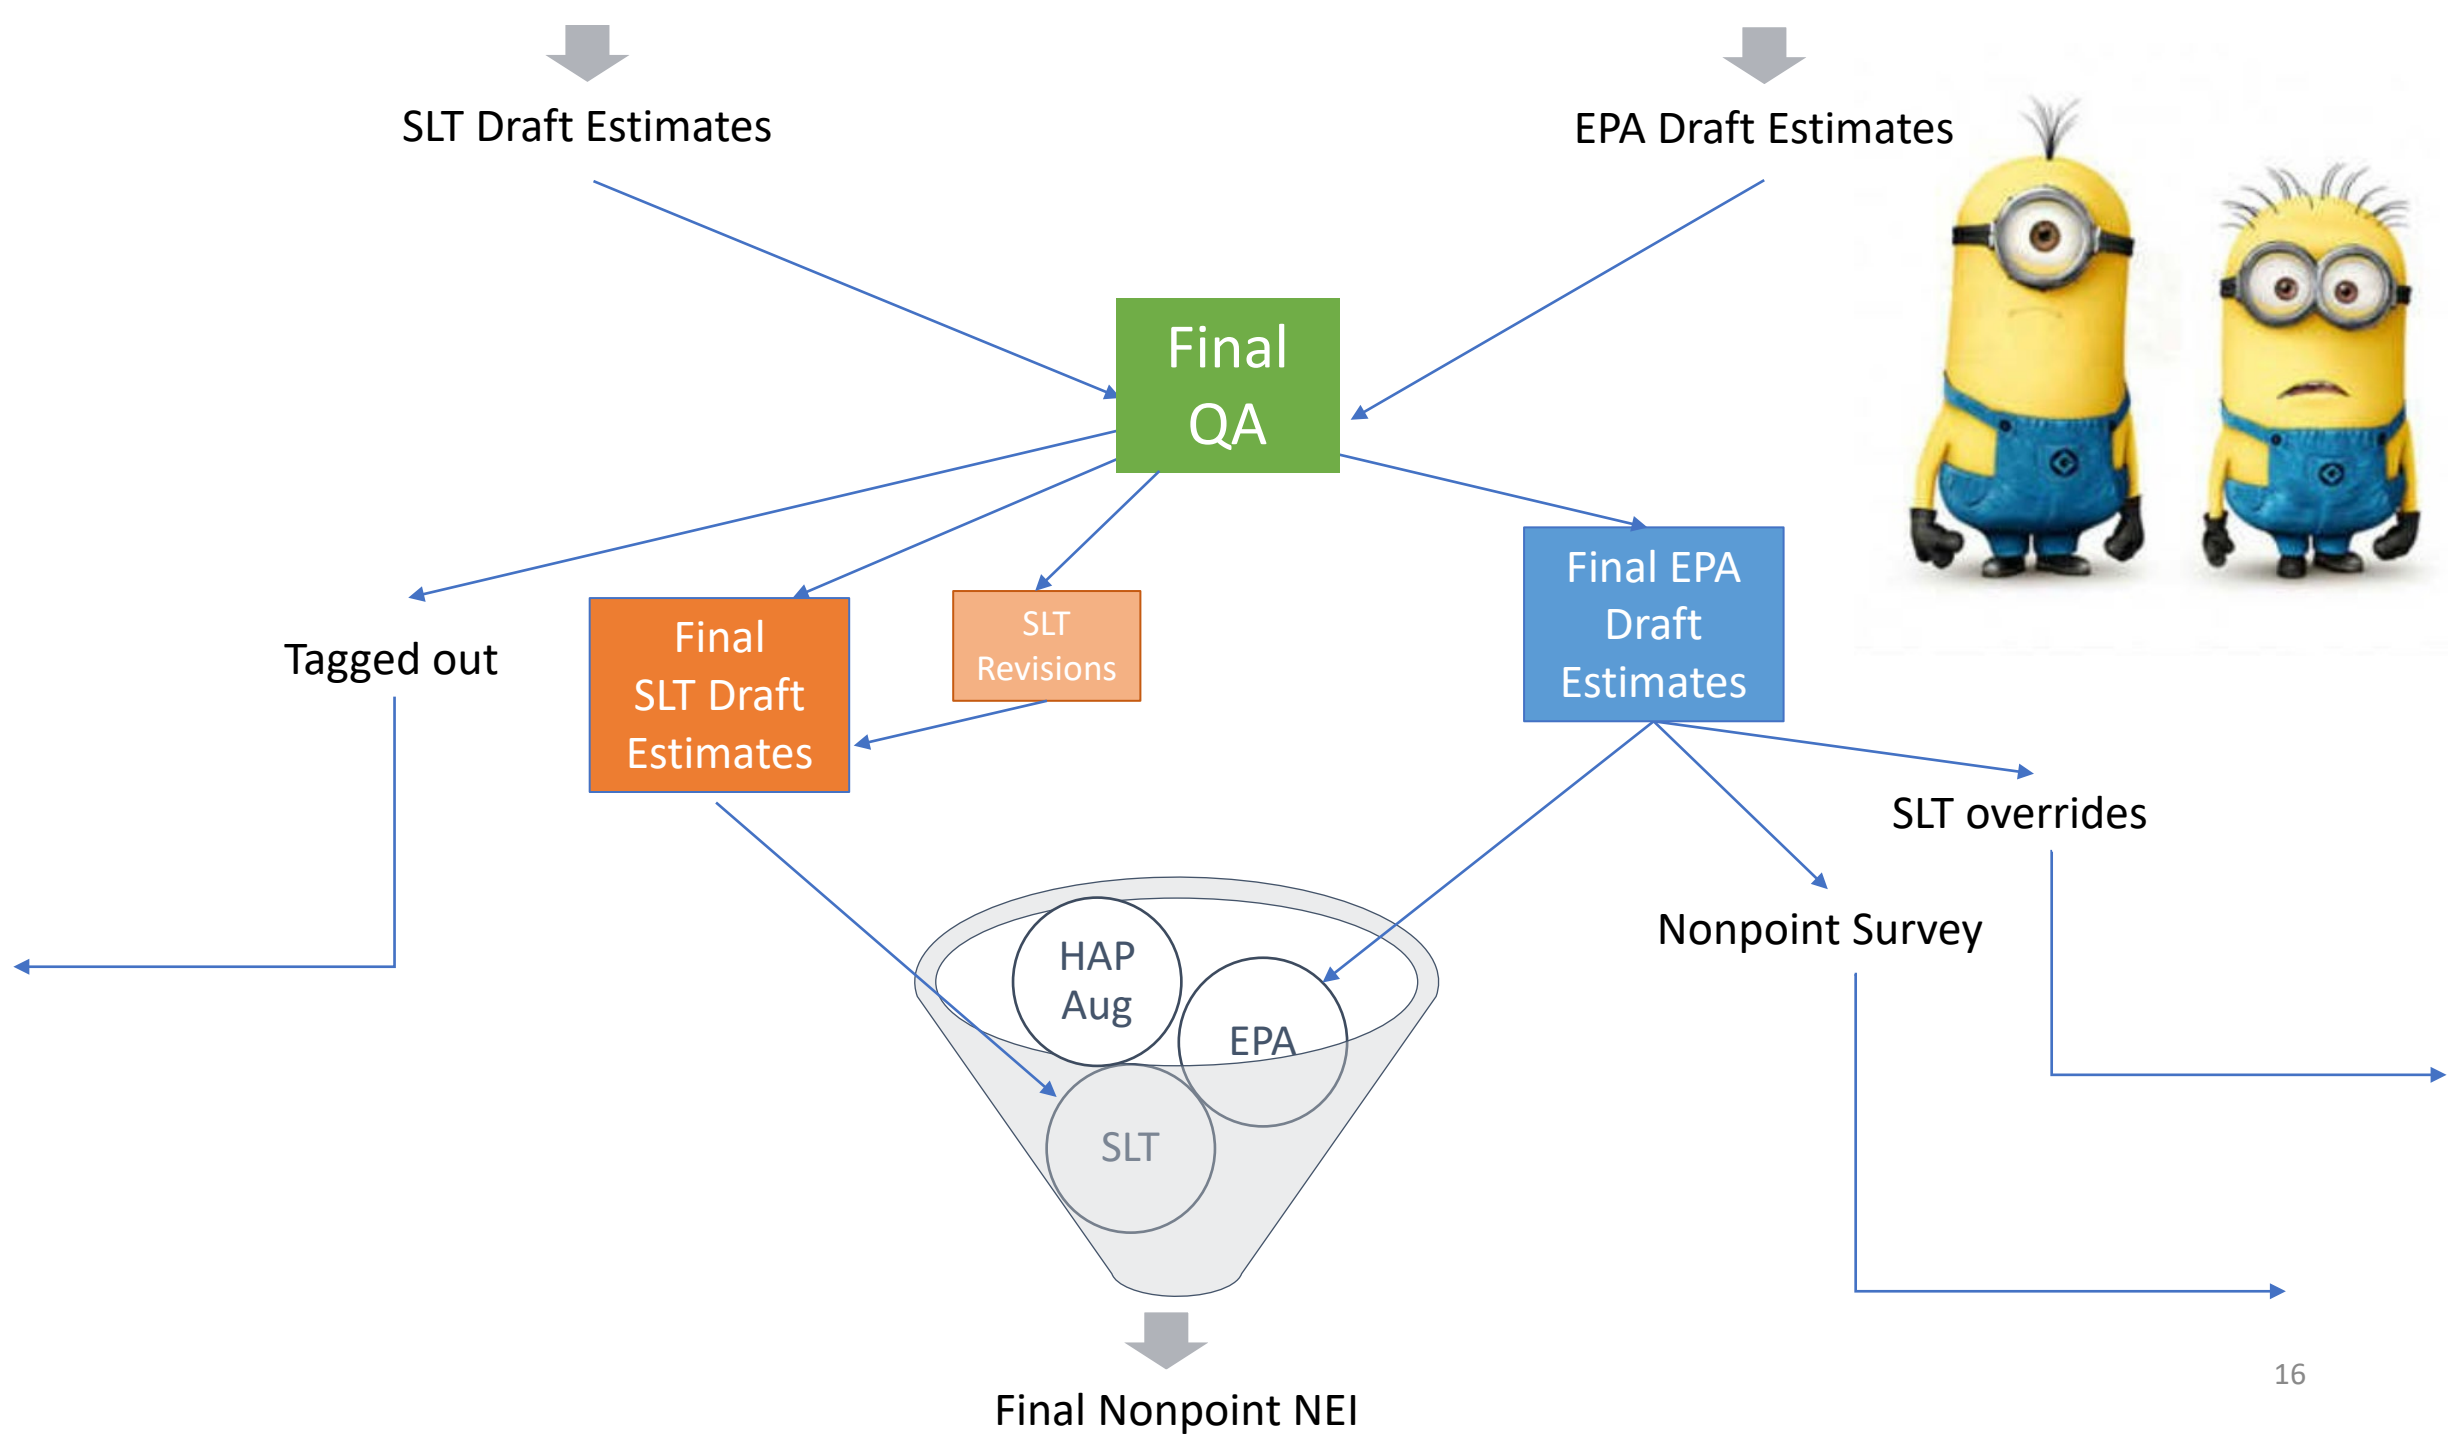 SLT Draft Estimates
EPA Draft Estimates
Final
QA
Tagged out
Final
SLT Draft
Estimates
SLT
Revisions
Final EPA
Draft
Estimates
SLT overrides
Nonpoint Survey
HAP
Aug
EPA
SLT
Final Nonpoint NEI
16